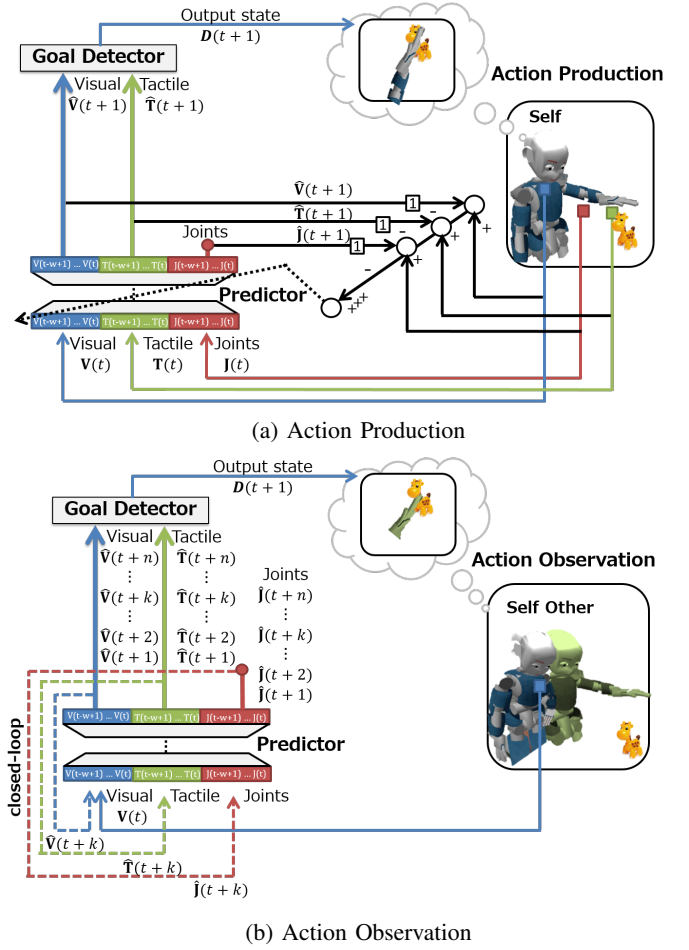 Output state
D(t + 1)
Goal Detector
Visual Tactile
V̂(t + 1) T̂(t + 1)
Action Production
Self
V̂(t + 1)
1
T̂(t + 1)
1
Joints Ĵ(t + 1)
1
−
+
+
−
+
V(t-w+1) ... V(t) T(t-w+1) ... T(t) J(t-w+1) ... J(t)
Predictor
+++
V(t-w+1) ... V(t) T(t-w+1) ... T(t) J(t-w+1) ... J(t)
Visual Tactile Joints
V(t) T(t) J(t)
(a) Action Production
Output state
D(t + 1)
Goal Detector
Visual Tactile
V̂(t + n) T̂(t + n)
⋮ ⋮
V̂(t + k) T̂(t + k)
⋮ ⋮
V̂(t + 2) T̂(t + 2)
V̂(t + 1) T̂(t + 1)
Joints
Ĵ(t + n)
⋮
Ĵ(t + k)
⋮
Ĵ(t + 2)
Ĵ(t + 1)
Action Observation
Self Other
closed-loop
V(t-w+1) ... V(t) T(t-w+1) ... T(t) J(t-w+1) ... J(t)
Predictor
V(t-w+1) ... V(t) T(t-w+1) ... T(t) J(t-w+1) ... J(t)
Visual Tactile Joints
V(t)
V̂(t + k)
T̂(t + k)
Ĵ(t + k)
(b) Action Observation